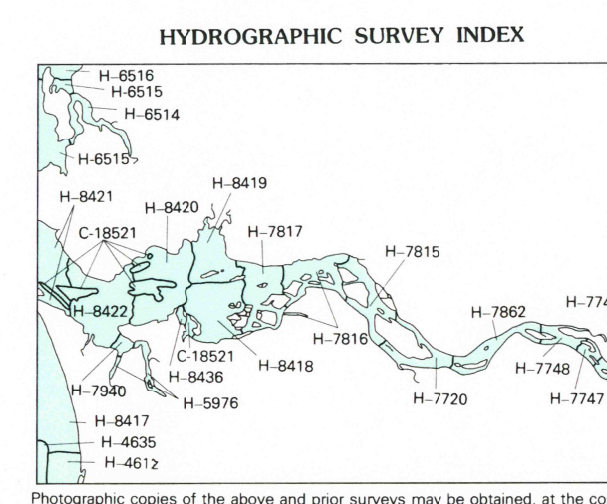 HYDROGRAPHIC SURVEY INDEX
H–6516
H–6515
H–6514
H–6515
H–8419
H–8421
H–8420
C-18521
H–7817
H–7815
H–7862
H–8422
H–7816
C-18521
H–8418
H–7748
H–8436
H–7940
H–5976
H–7720
H–7747
H–8417
H–4635
H–4612
Photographic copies of the above and prior surveys may be obtained, at the